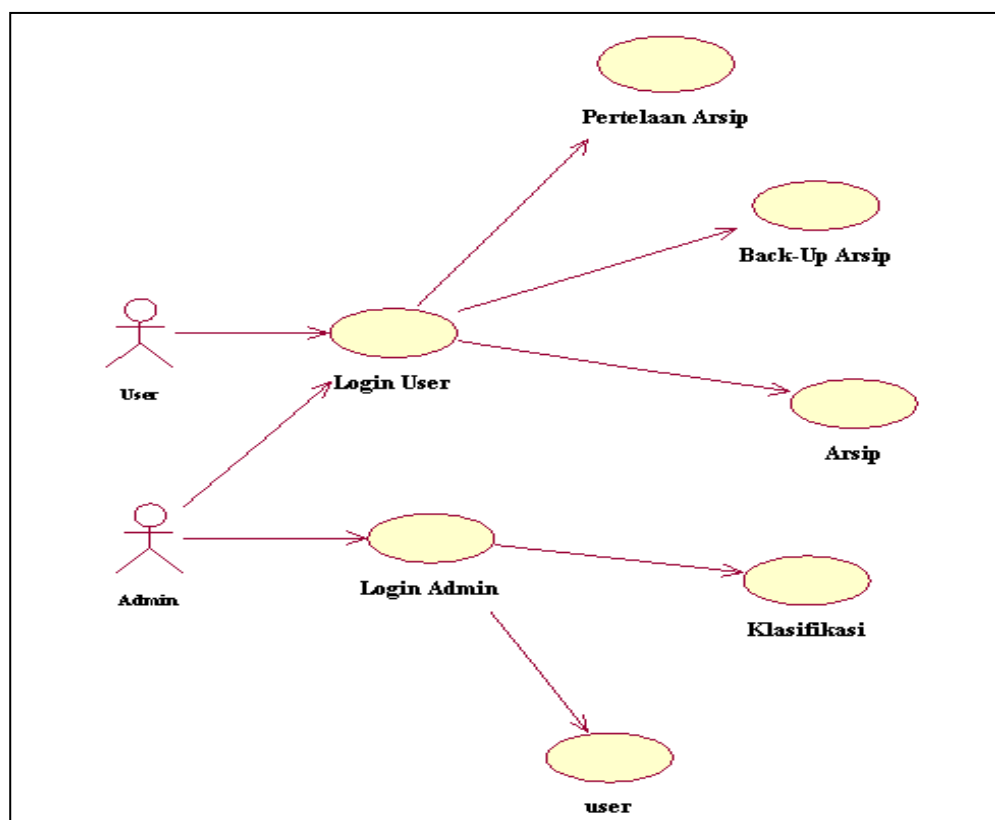 Pertelaan Arsip
Back-Up Arsip
User
Login User
Arsip
Admin
Login Admin
Klasifikasi
user